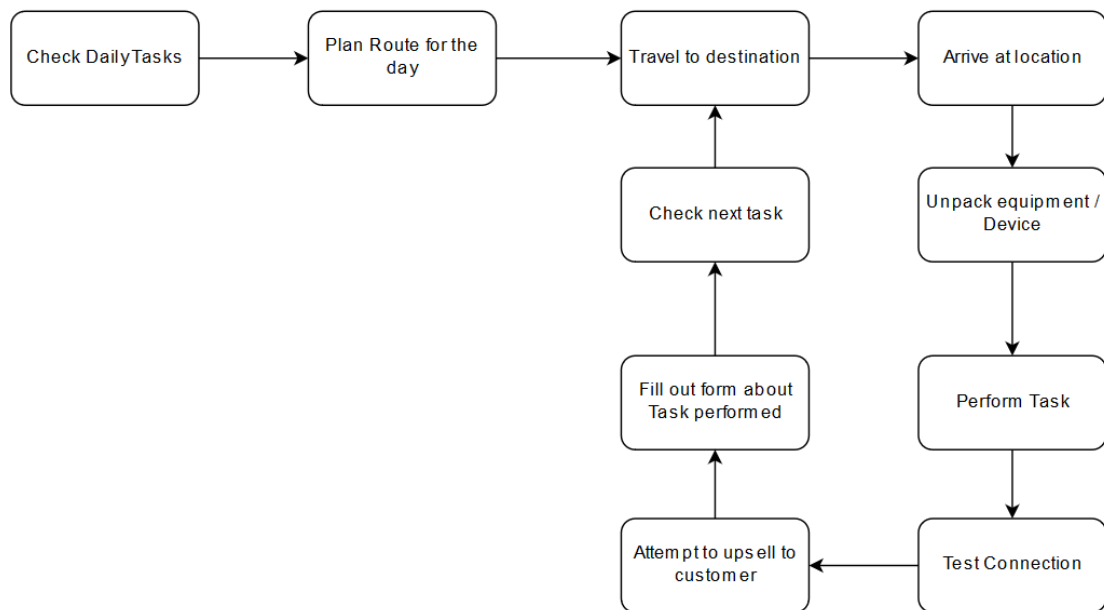 Check Daily Tasks
Plan Route for the
day
Travel to destination
Arrive at location
Unpack equipment /
Device
Perform Task
Test Connection
Attempt to upsell to
customer
Fill out form about
Task performed
Check next task